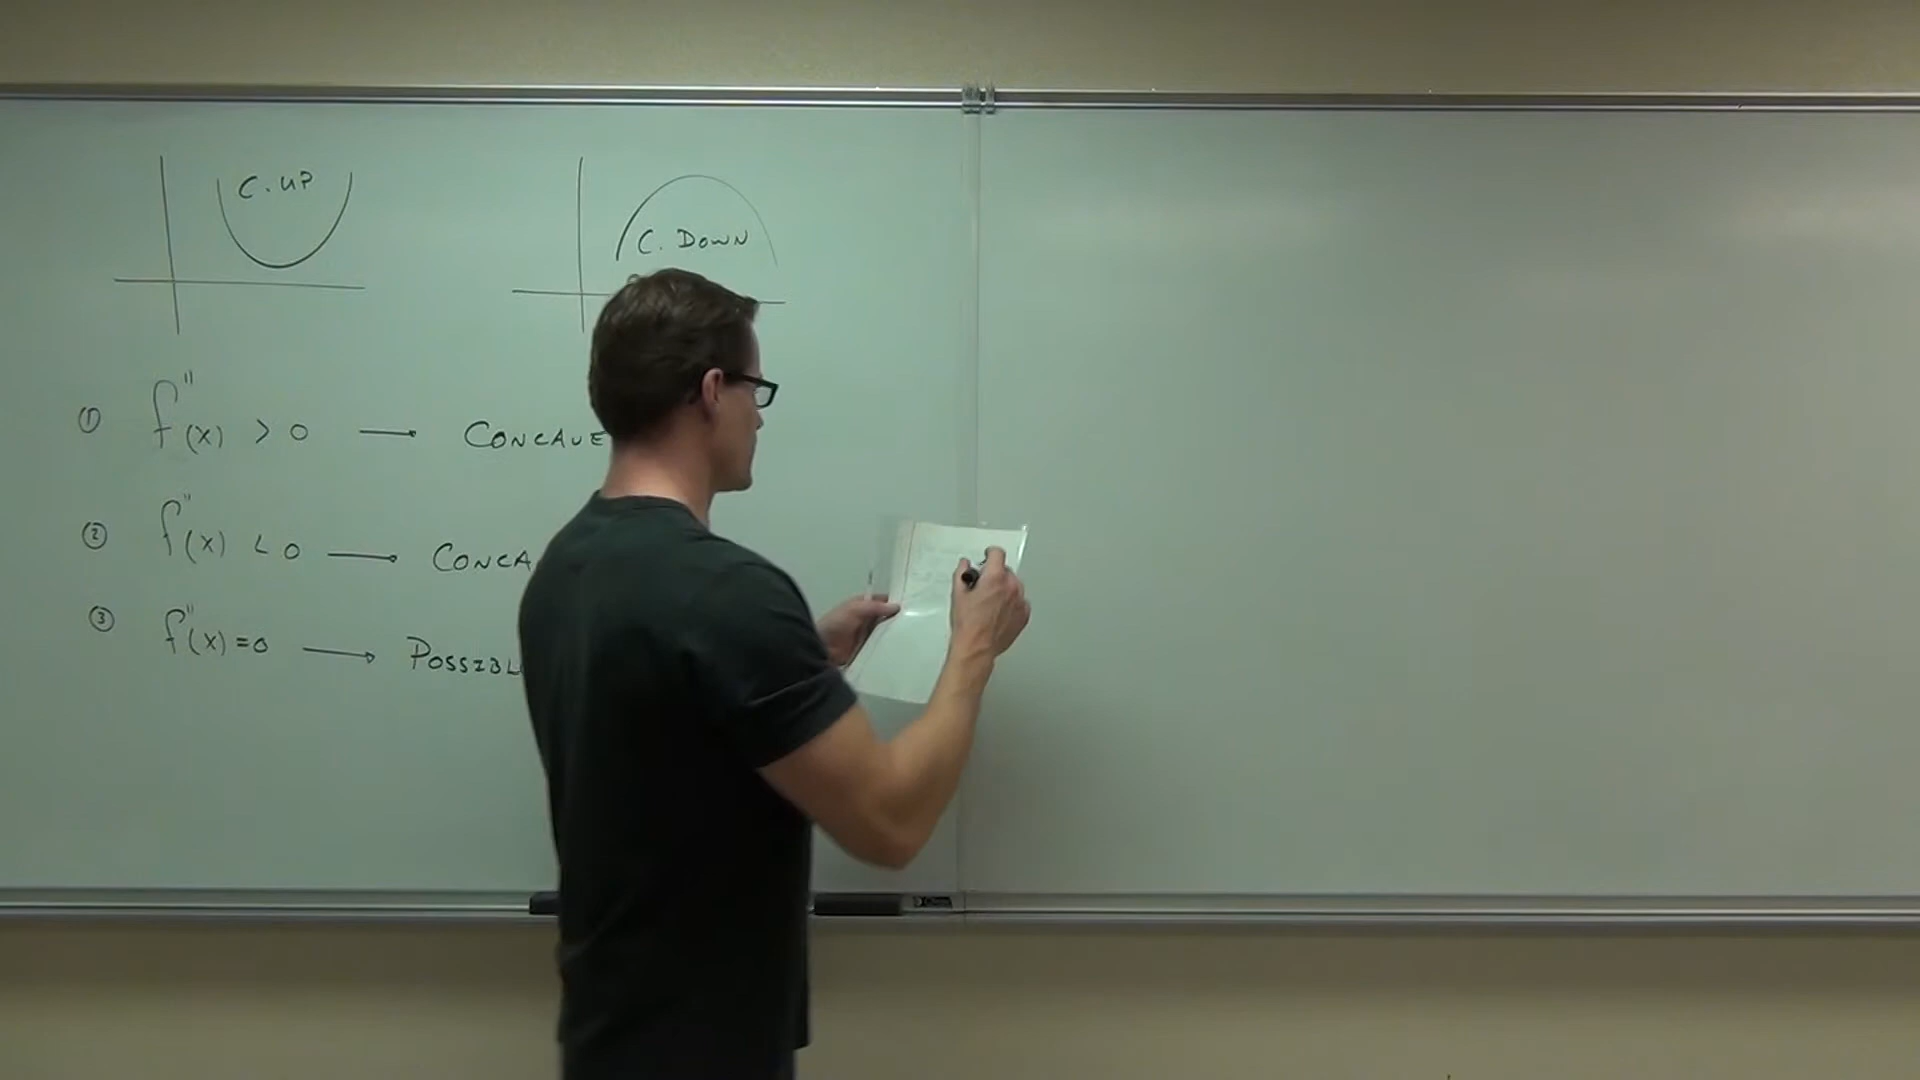 C. UP
C. DOWN
① f''(x) > 0 → CONCAVE
② f''(x) < 0 → CONCA
③ f''(x) = 0 → POSSIBL